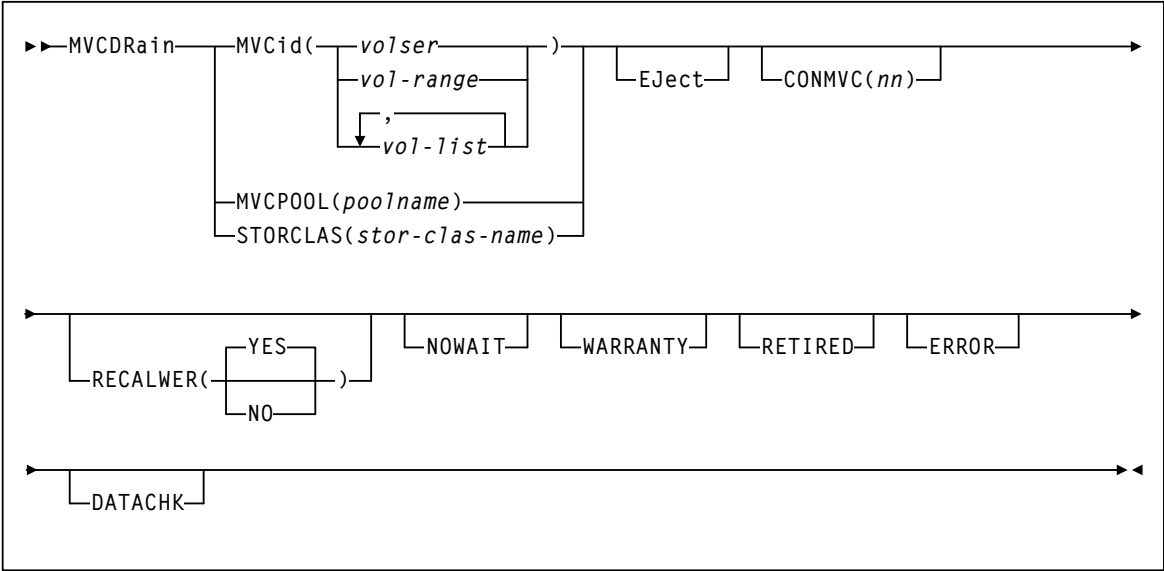 MVCDRain MVCid( volser )
EJect CONMVC(nn)
vol-range
,
vol-list
MVCPOOL(poolname)
STORCLAS(stor-clas-name)
YES
RECALWER( )
NO
NOWAIT WARRANTY RETIRED ERROR
DATACHK